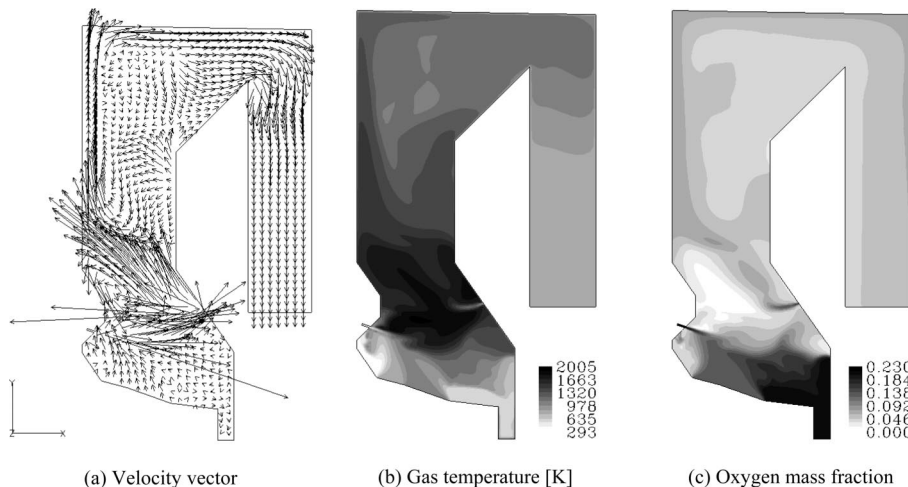 Y
Z
X
2005
1663
1320
978
635
293
0.230
0.184
0.138
0.092
0.046
0.000
(a) Velocity vector
(b) Gas temperature [K]
(c) Oxygen mass fraction